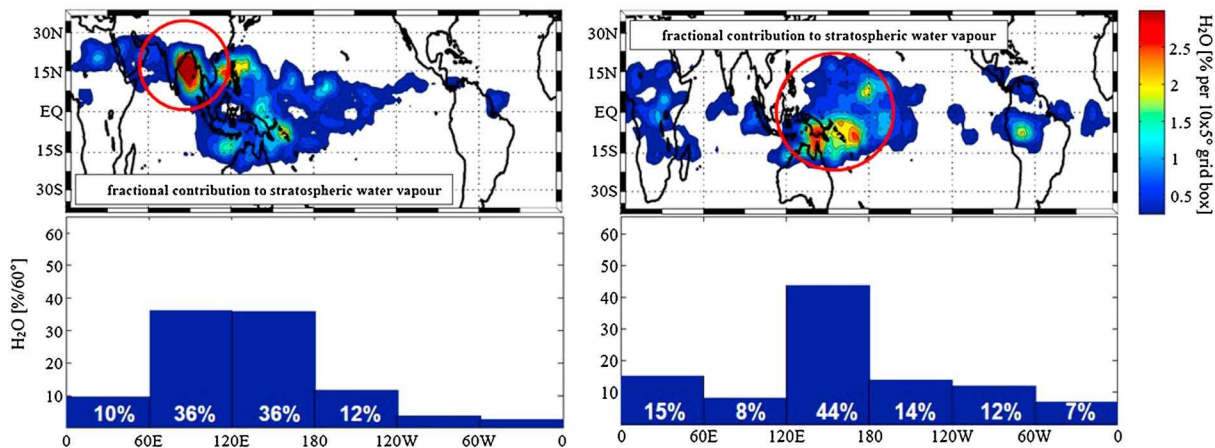 30N
15N
EQ
15S
30S
fractional contribution to stratospheric water vapour
30N
15N
EQ
15S
30S
fractional contribution to stratospheric water vapour
2.5
2
1.5
1
0.5
H₂O [% per 10x5° grid box]
H₂O [%/60°]
60
50
40
30
20
10
10%
36%
36%
12%
0
60E
120E
180
120W
60W
0
60
50
40
30
20
10
15%
8%
44%
14%
12%
7%
0
60E
120E
180
120W
60W
0